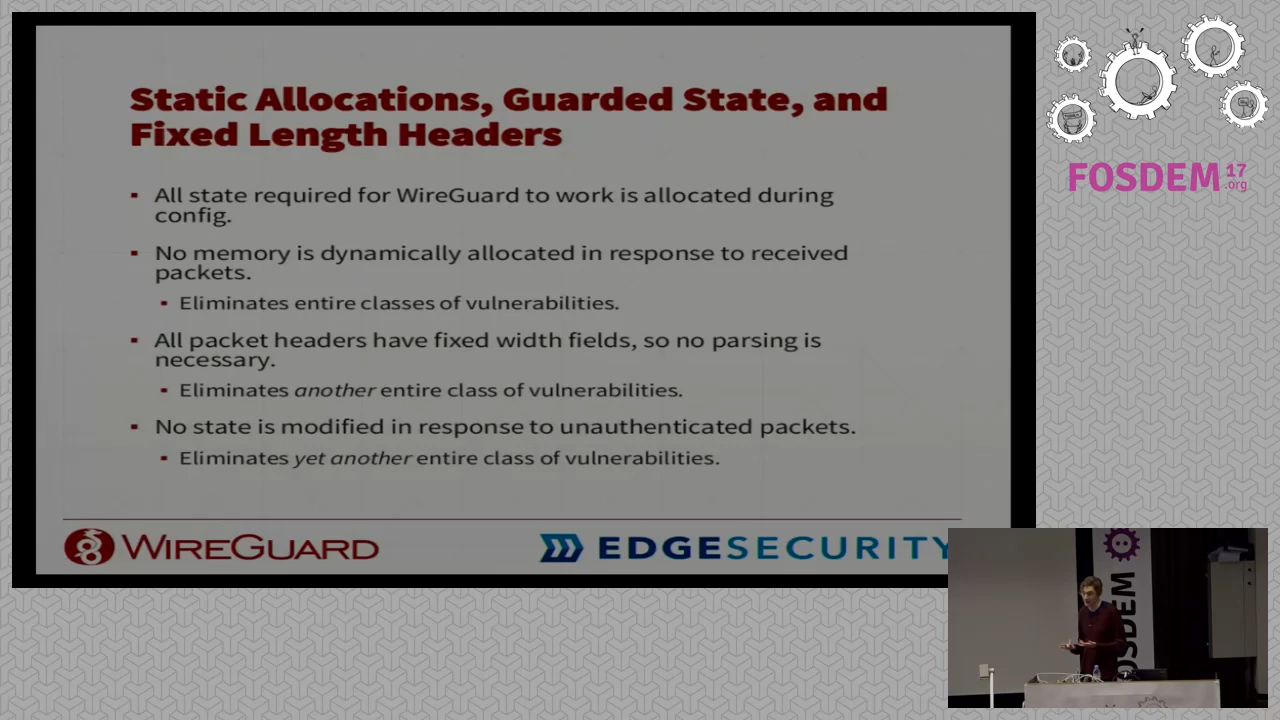 Static Allocations, Guarded State, and
Fixed Length Headers
▪ All state required for WireGuard to work is allocated during
config.
▪ No memory is dynamically allocated in response to received
packets.
▪ Eliminates entire classes of vulnerabilities.
▪ All packet headers have fixed width fields, so no parsing is
necessary.
▪ Eliminates another entire class of vulnerabilities.
▪ No state is modified in response to unauthenticated packets.
▪ Eliminates yet another entire class of vulnerabilities.
WIREGUARD
EDGESECURITY
FOSDEM 17
.org
FOSDEM